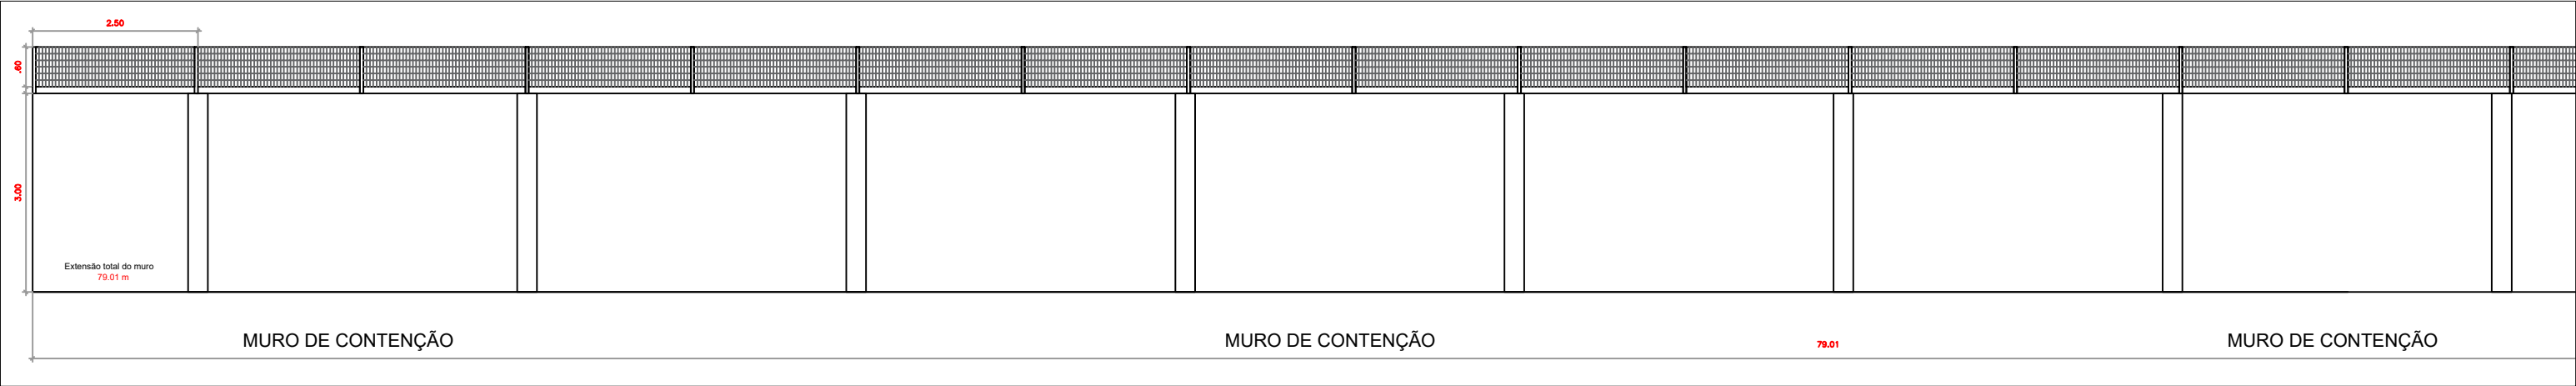 2.50
.60
3.00
Extensão total do muro
79.01 m
MURO DE CONTENÇÃO
MURO DE CONTENÇÃO
79.01
MURO DE CONTENÇÃO